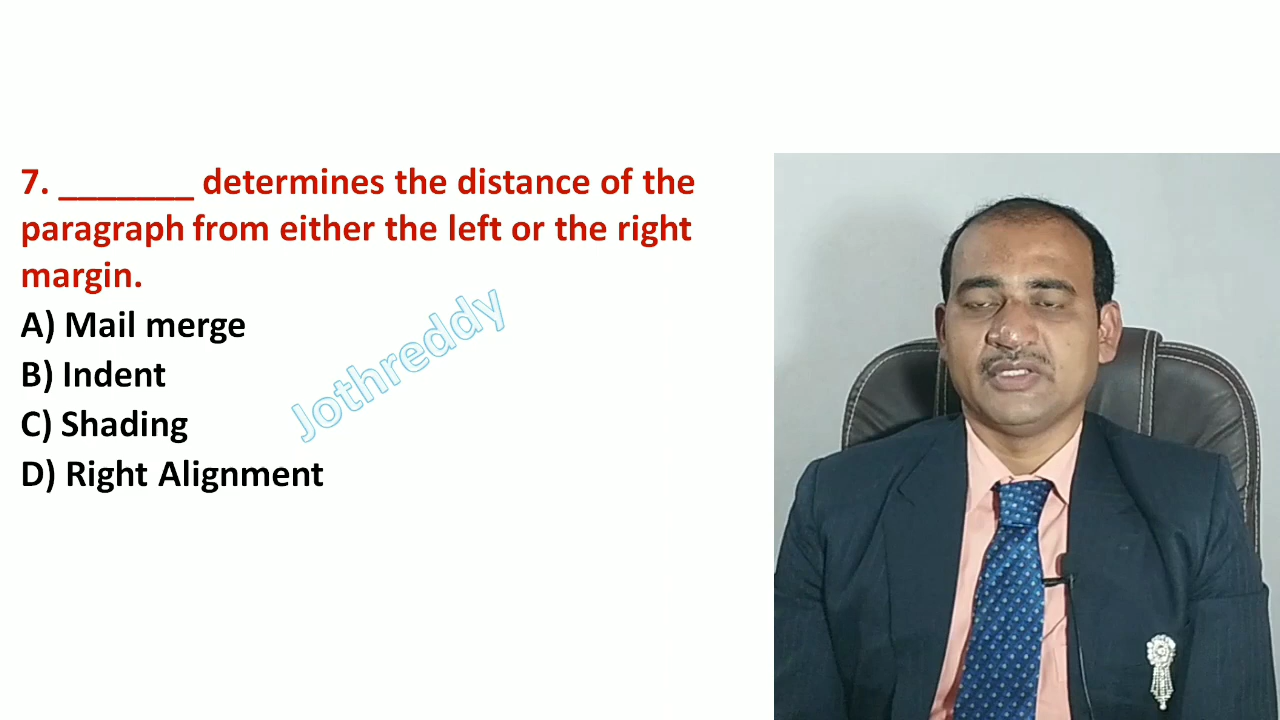 7. _______ determines the distance of the
paragraph from either the left or the right
margin.
A) Mail merge
B) Indent
C) Shading
D) Right Alignment
Jothreddy